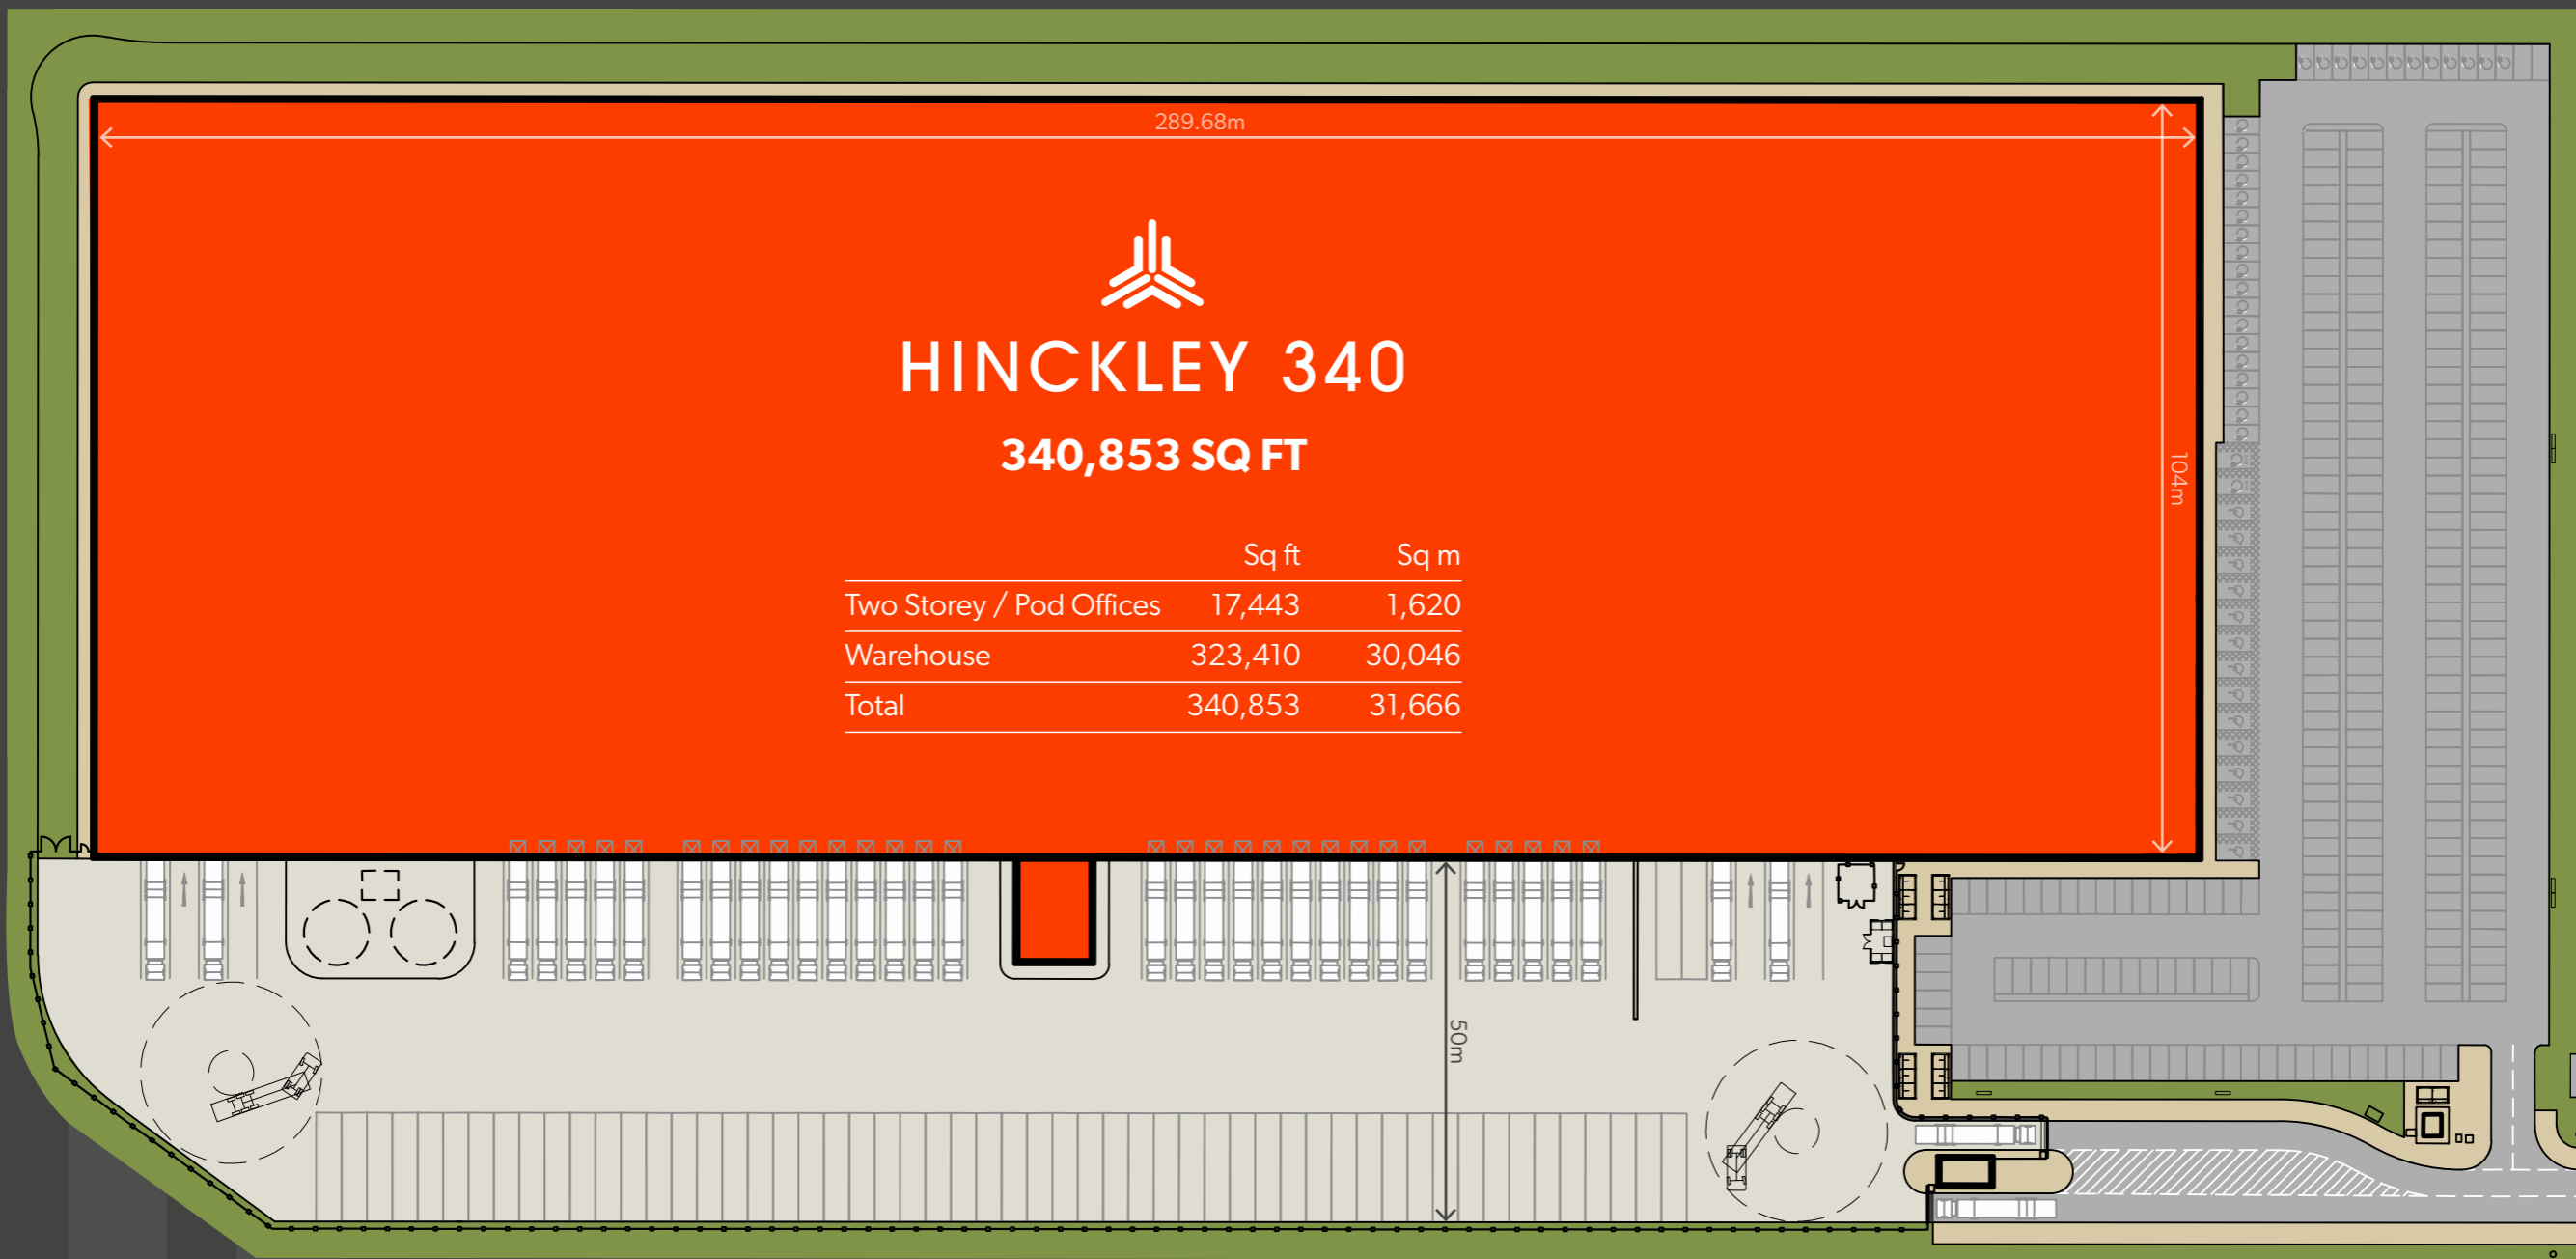 289.68m
HINCKLEY 340
340,853 SQ FT
104m
Sq ft Sq m
Two Storey / Pod Offices 17,443 1,620
Warehouse 323,410 30,046
Total 340,853 31,666
50m